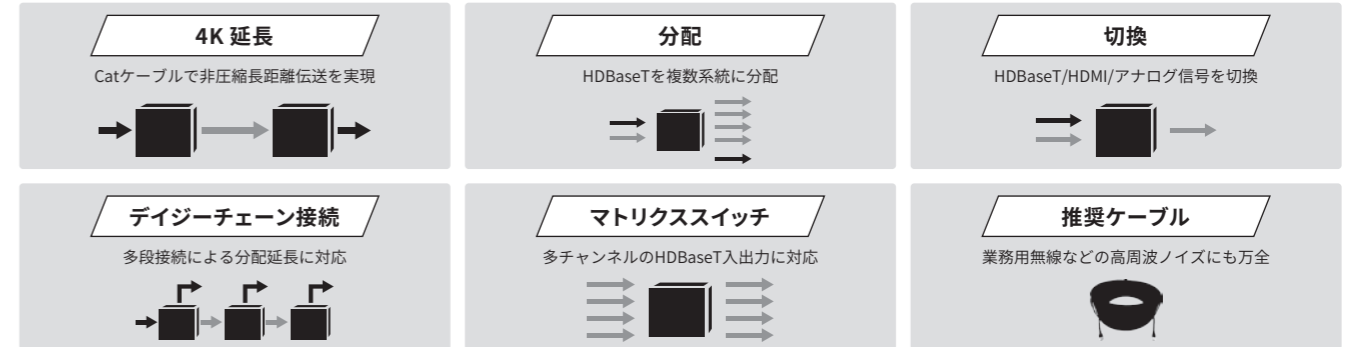 4K 延長
Catケーブルで非圧縮長距離伝送を実現
分配
HDBaseTを複数系統に分配
切換
HDBaseT/HDMI/アナログ信号を切換
デイジーチェーン接続
多段接続による分配延長に対応
マトリクススイッチ
多チャンネルのHDBaseT入出力に対応
推奨ケーブル
業務用無線などの高周波ノイズにも万全